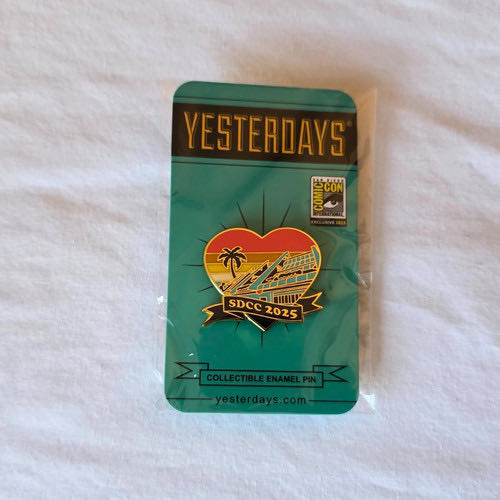 YESTERDAYS®
SAN DIEGO
COMIC CON
INTERNATIONAL
EXCLUSIVE 2025
SDCC 2025
COLLECTIBLE ENAMEL PIN
yesterdays.com